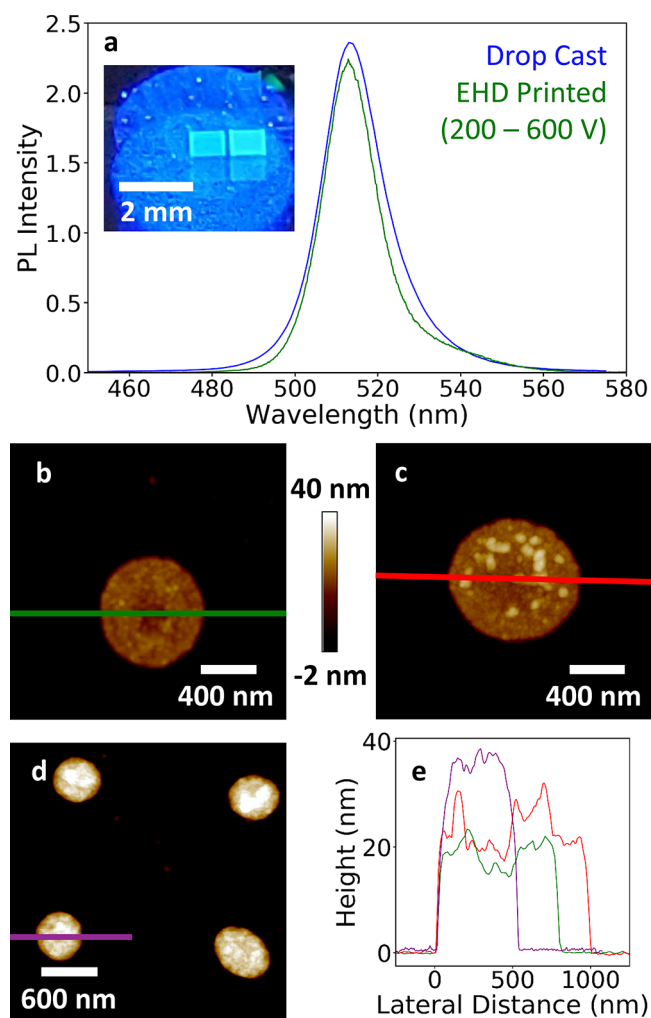 a
Drop Cast
EHD Printed
(200 – 600 V)
2 mm
PL Intensity
2.5
2.0
1.5
1.0
0.5
0.0
460 480 500 520 540 560 580
Wavelength (nm)
b
400 nm
40 nm
-2 nm
c
400 nm
d
600 nm
e
Height (nm)
40
20
0
0 500 1000
Lateral Distance (nm)